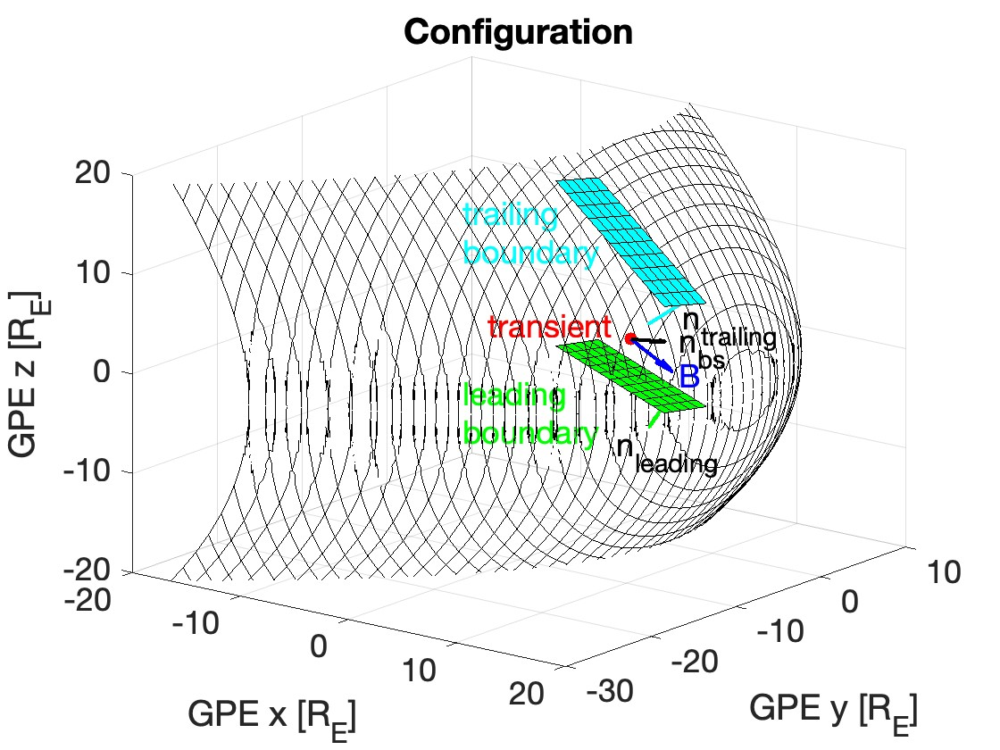 Configuration
20
10
0
-10
-20
GPE z [R_E]
trailing
boundary
transient
n_trailing
n_bs
B
leading
boundary
n_leading
-20
-10
0
10
20
GPE x [R_E]
-30
-20
-10
0
10
GPE y [R_E]